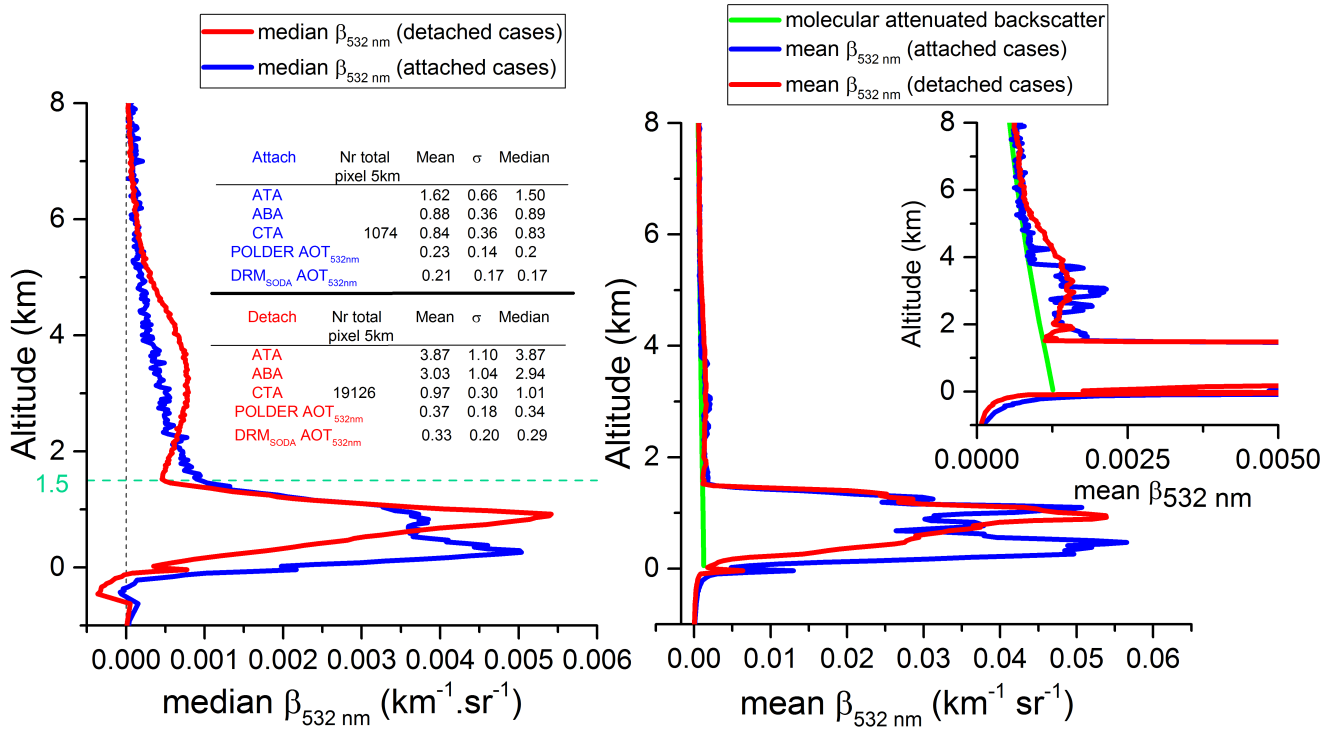 median β532 nm (detached cases)
median β532 nm (attached cases)
8
6
4
2
1.5
0
Altitude (km)
Attach Nr total Mean σ Median
pixel 5km
ATA 1.62 0.66 1.50
ABA 0.88 0.36 0.89
CTA 1074 0.84 0.36 0.83
POLDER AOT532nm 0.23 0.14 0.2
DRMSODA AOT532nm 0.21 0.17 0.17
Detach Nr total Mean σ Median
pixel 5km
ATA 3.87 1.10 3.87
ABA 3.03 1.04 2.94
CTA 19126 0.97 0.30 1.01
POLDER AOT532nm 0.37 0.18 0.34
DRMSODA AOT532nm 0.33 0.20 0.29
0.000 0.001 0.002 0.003 0.004 0.005 0.006
median β532 nm (km-1.sr-1)
molecular attenuated backscatter
mean β532 nm (attached cases)
mean β532 nm (detached cases)
8
6
4
2
0
Altitude (km)
0.00 0.01 0.02 0.03 0.04 0.05 0.06
mean β532 nm (km-1 sr-1)
8
6
4
2
0
Altitude (km)
0.0000 0.0025 0.0050
mean β532 nm